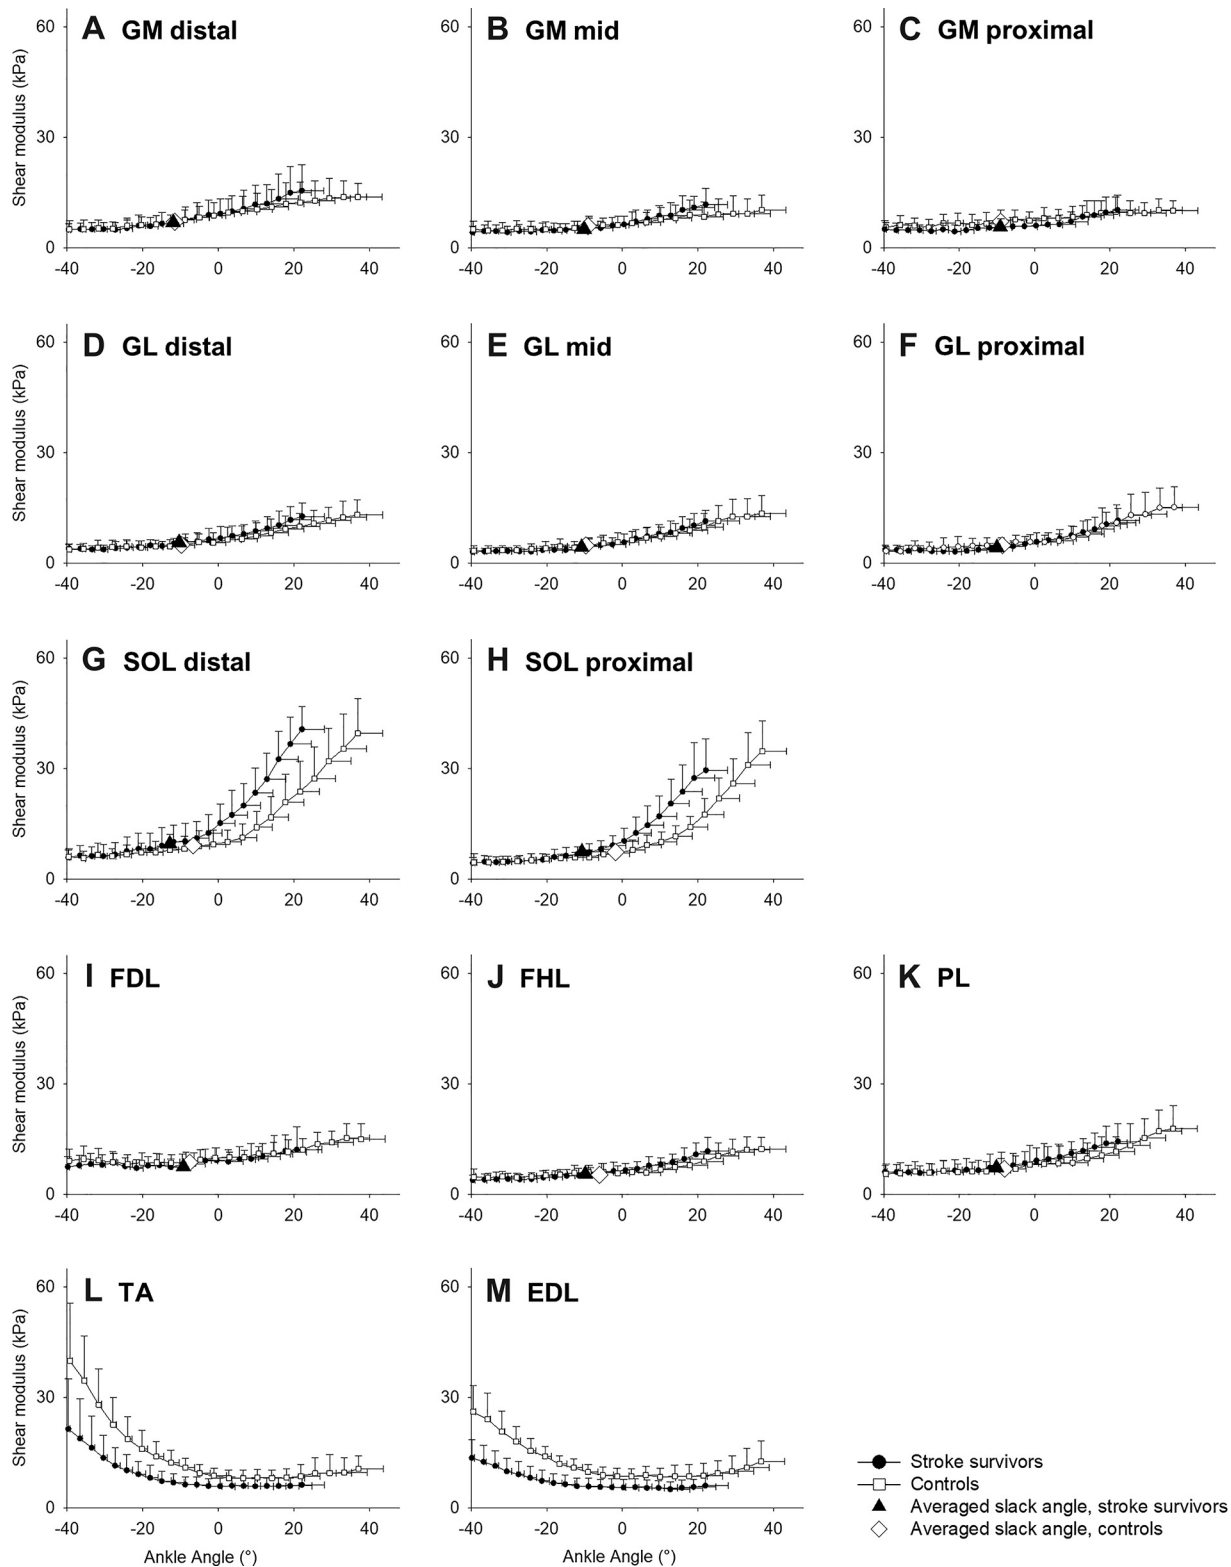 A GM distal
B GM mid
C GM proximal
Shear modulus (kPa)
60
30
0
-40 -20 0 20 40
60
30
0
-40 -20 0 20 40
60
30
0
-40 -20 0 20 40
D GL distal
E GL mid
F GL proximal
Shear modulus (kPa)
60
30
0
-40 -20 0 20 40
60
30
0
-40 -20 0 20 40
60
30
0
-40 -20 0 20 40
G SOL distal
H SOL proximal
Shear modulus (kPa)
60
30
0
-40 -20 0 20 40
60
30
0
-40 -20 0 20 40
I FDL
J FHL
K PL
Shear modulus (kPa)
60
30
0
-40 -20 0 20 40
60
30
0
-40 -20 0 20 40
60
30
0
-40 -20 0 20 40
L TA
M EDL
Shear modulus (kPa)
60
30
0
-40 -20 0 20 40
Ankle Angle (°)
60
30
0
-40 -20 0 20 40
Ankle Angle (°)
Stroke survivors
Controls
Averaged slack angle, stroke survivors
Averaged slack angle, controls